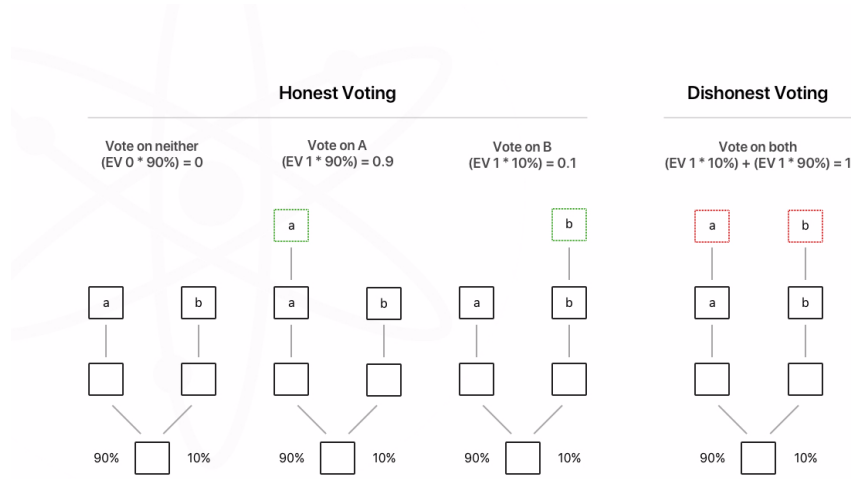 Honest Voting
Dishonest Voting
Vote on neither
(EV 0 * 90%) = 0
Vote on A
(EV 1 * 90%) = 0.9
Vote on B
(EV 1 * 10%) = 0.1
Vote on both
(EV 1 * 10%) + (EV 1 * 90%) = 1
a
b
a
b
a
b
a
b
a
b
a
b
90%
10%
90%
10%
90%
10%
90%
10%